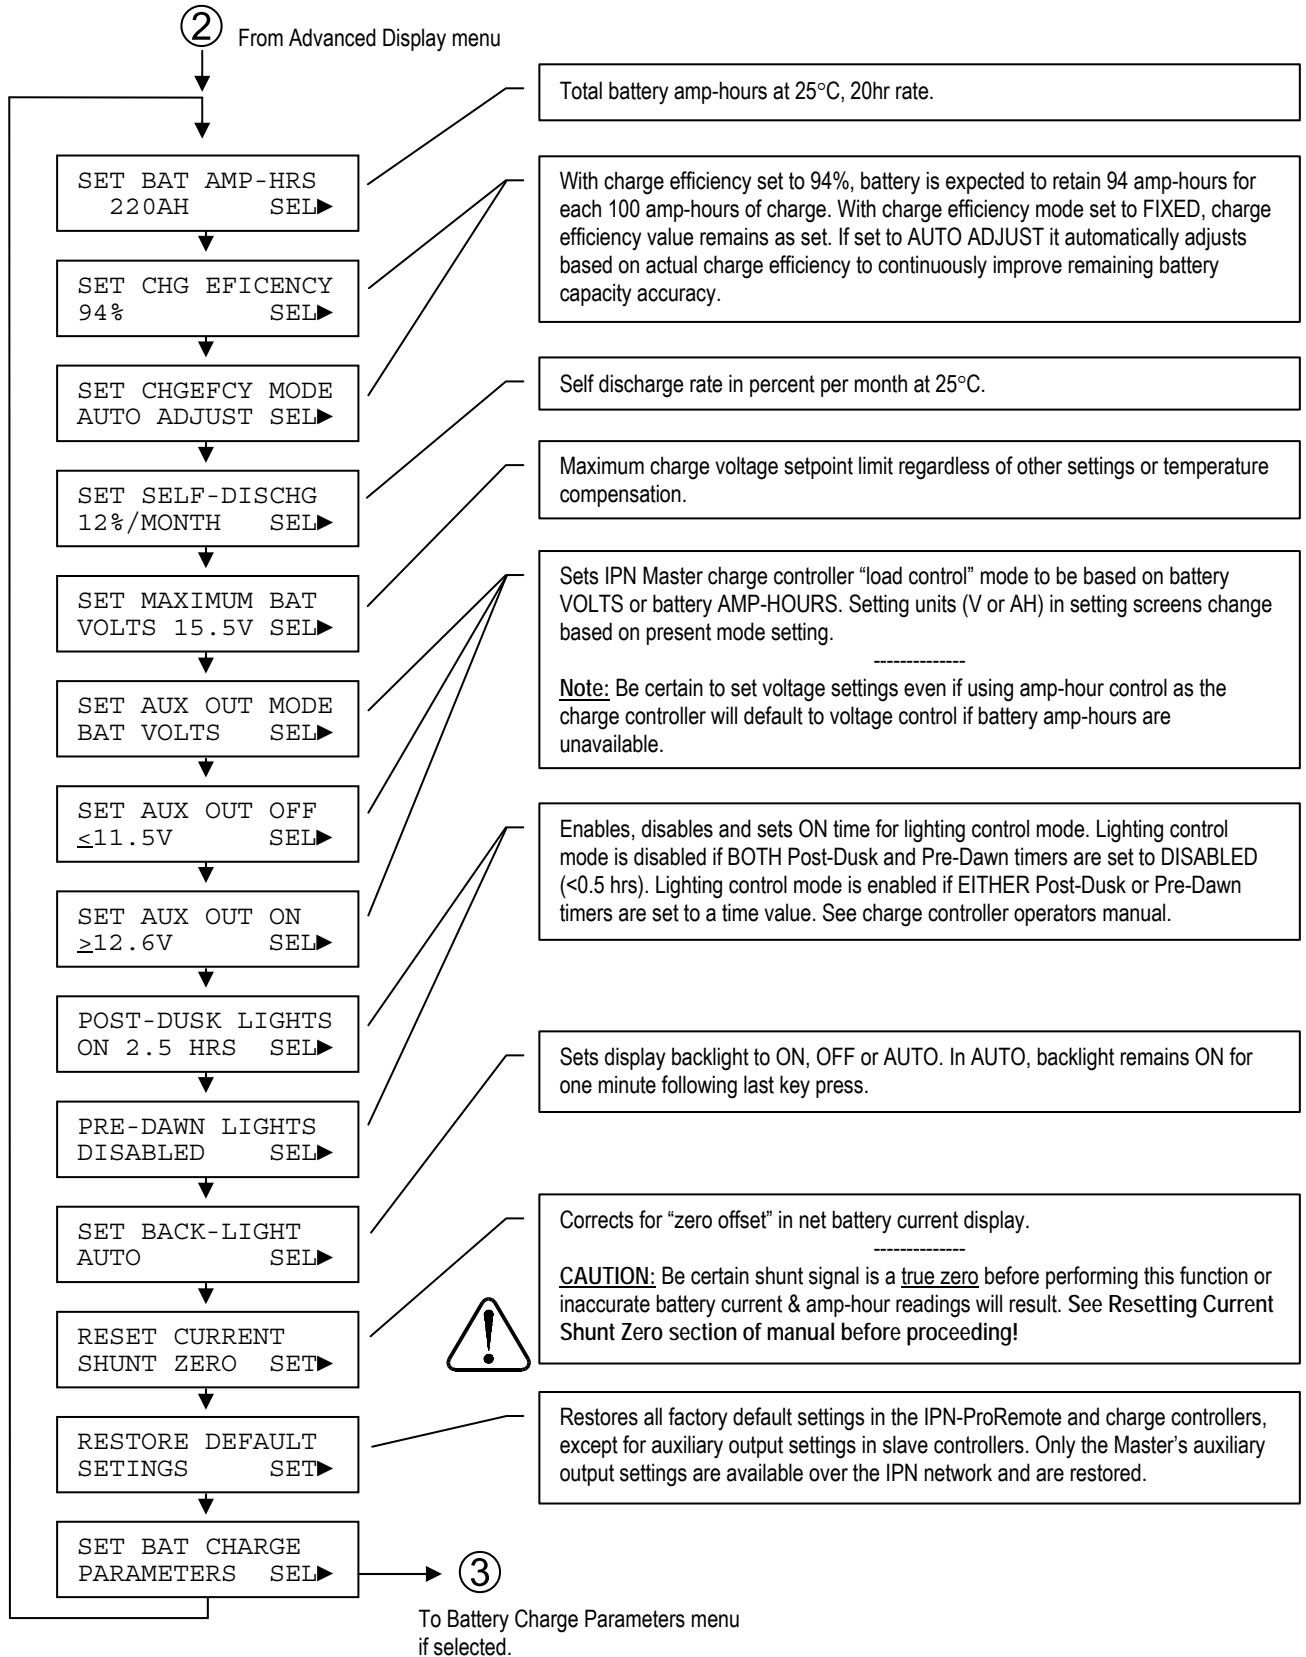 ②
From Advanced Display menu
Total battery amp-hours at 25°C, 20hr rate.
SET BAT AMP-HRS
220AH SEL►
With charge efficiency set to 94%, battery is expected to retain 94 amp-hours for
each 100 amp-hours of charge. With charge efficiency mode set to FIXED, charge
efficiency value remains as set. If set to AUTO ADJUST it automatically adjusts
based on actual charge efficiency to continuously improve remaining battery
capacity accuracy.
SET CHG EFICENCY
94% SEL►
SET CHGEFCY MODE
AUTO ADJUST SEL►
Self discharge rate in percent per month at 25°C.
SET SELF-DISCHG
12%/MONTH SEL►
Maximum charge voltage setpoint limit regardless of other settings or temperature
compensation.
SET MAXIMUM BAT
VOLTS 15.5V SEL►
Sets IPN Master charge controller “load control” mode to be based on battery
VOLTS or battery AMP-HOURS. Setting units (V or AH) in setting screens change
based on present mode setting.
--------------
Note: Be certain to set voltage settings even if using amp-hour control as the
charge controller will default to voltage control if battery amp-hours are
unavailable.
SET AUX OUT MODE
BAT VOLTS SEL►
SET AUX OUT OFF
<11.5V SEL►
Enables, disables and sets ON time for lighting control mode. Lighting control
mode is disabled if BOTH Post-Dusk and Pre-Dawn timers are set to DISABLED
(<0.5 hrs). Lighting control mode is enabled if EITHER Post-Dusk or Pre-Dawn
timers are set to a time value. See charge controller operators manual.
SET AUX OUT ON
>12.6V SEL►
POST-DUSK LIGHTS
ON 2.5 HRS SEL►
Sets display backlight to ON, OFF or AUTO. In AUTO, backlight remains ON for
one minute following last key press.
PRE-DAWN LIGHTS
DISABLED SEL►
SET BACK-LIGHT
AUTO SEL►
Corrects for “zero offset” in net battery current display.
--------------
CAUTION: Be certain shunt signal is a true zero before performing this function or
inaccurate battery current & amp-hour readings will result. See Resetting Current
Shunt Zero section of manual before proceeding!
!
RESET CURRENT
SHUNT ZERO SET►
Restores all factory default settings in the IPN-ProRemote and charge controllers,
except for auxiliary output settings in slave controllers. Only the Master’s auxiliary
output settings are available over the IPN network and are restored.
RESTORE DEFAULT
SETINGS SET►
SET BAT CHARGE
PARAMETERS SEL►
③
To Battery Charge Parameters menu
if selected.